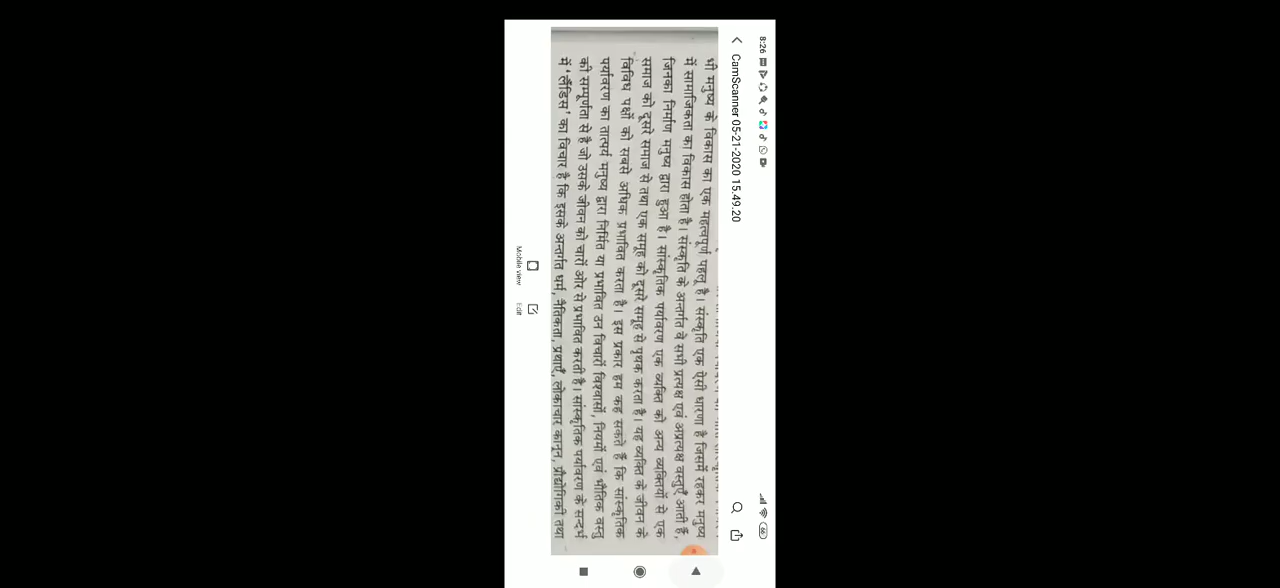 8:26
66
CamScanner 05-21-2020 15.49.20
भी मनुष्य के विकास का एक महत्वपूर्ण पहलू है। संस्कृति एक ऐसी धारणा है जिसमें रहकर मनुष्य
में सामाजिकता का विकास होता है। संस्कृति के अन्तर्गत वे सभी प्रत्यक्ष एवं अप्रत्यक्ष वस्तुएँ आती हैं,
जिनका निर्माण मनुष्य द्वारा हुआ है। सांस्कृतिक पर्यावरण एक व्यक्ति को अन्य व्यक्तियों से एक
समाज को दूसरे समाज से तथा एक समूह को दूसरे समूह से पृथक करता है। यह व्यक्ति के जीवन के
विविध पक्षों को सबसे अधिक प्रभावित करता है। इस प्रकार हम कह सकते हैं कि सांस्कृतिक
पर्यावरण का तात्पर्य मनुष्य द्वारा निर्मित या प्रभावित उन विचारों विश्वासों, नियमों एवं भौतिक वस्तु
की सम्पूर्णता से है जो उसके जीवन को चारों ओर से प्रभावित करती है। सांस्कृतिक पर्यावरण के सन्दर्भ
में 'लैंडिस' का विचार है कि इसके अन्तर्गत धर्म, नैतिकता, प्रथाएँ, लोकाचार कानून, प्रौद्योगिकी तथा
Mobile view Edit